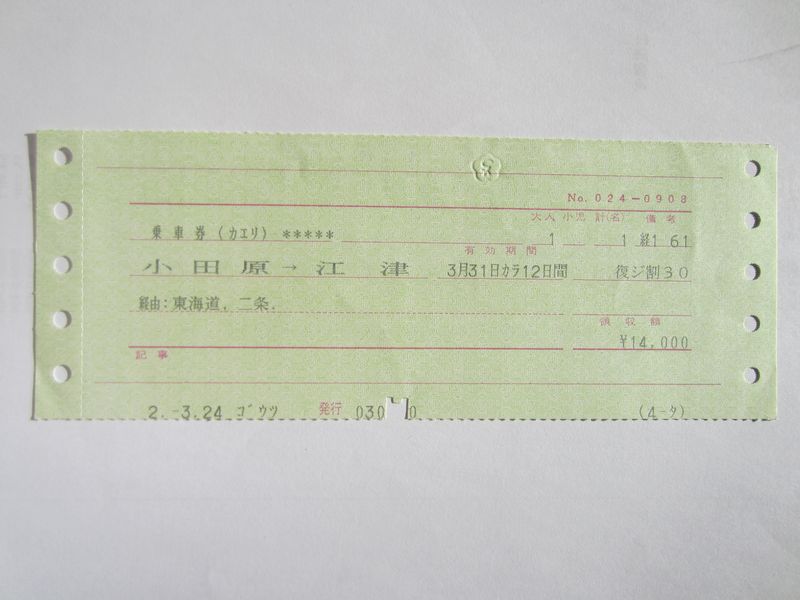 No. 024-0908
大人 小児 計(名) 備考
乗車券(カエリ) ***** 1 1 経161
有効期間
小田原→江津 3月31日カラ12日間 復ジ割30
経由:東海道,二条,
領収額
¥14,000
記事
2.-3.24 ゴウツ 発行 030 0 (4-タ)